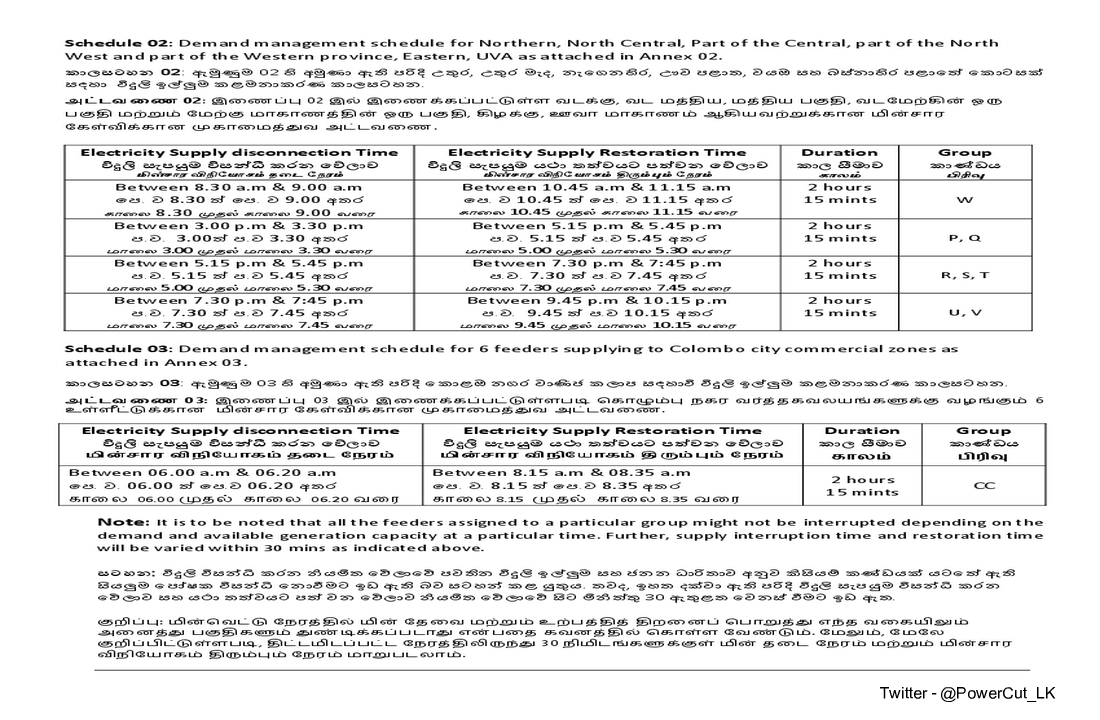 Schedule 02: Demand management schedule for Northern, North Central, Part of the Central, part of the North
West and part of the Western province, Eastern, UVA as attached in Annex 02.
කාලසටහන 02: ඇමුණුම 02 හි අමුණා ඇති පරිදි උතුර, උතුර මැද, නැගෙනහිර, ඌව පළාත, වයඹ සහ බස්නාහිර පළාතේ කොටසක්
සඳහා විදුලි ඉල්ලුම් කළමනාකරණ කාලසටහන.
அட்டவணை 02: இணைப்பு 02 இல் இணைக்கப்பட்டுள்ள வடக்கு, வட மத்திய, மத்திய பகுதி, வடமேற்கின் ஒரு
பகுதி மற்றும் மேற்கு மாகாணத்தின் ஒரு பகுதி, கிழக்கு, ஊவா மாகாணம் ஆகியவற்றுக்கான மின்சார
கேள்விக்கான முகாமைத்துவ அட்டவணை.
Electricity Supply disconnection Time
විදුලි සැපයුම විසන්ධි කරන වේලාව
மின்சார விநியோகம் தடை நேரம்
Electricity Supply Restoration Time
විදුලි සැපයුම යථා තත්වයට පත්වන වේලාව
மின்சார விநியோகம் திரும்பும் நேரம்
Duration
කාල සීමාව
காலம்
Group
කාණ්ඩය
பிரிவு
Between 8.30 a.m & 9.00 a.m
පෙ. ව 8.30 ත් පෙ. ව 9.00 අතර
காலை 8.30 முதல் காலை 9.00 வரை
Between 10.45 a.m & 11.15 a.m
පෙ. ව 10.45 ත් පෙ. ව 11.15 අතර
காலை 10.45 முதல் காலை 11.15 வரை
2 hours
15 mints
W
Between 3.00 p.m & 3.30 p.m
ප.ව. 3.00ත් ප.ව 3.30 අතර
மாலை 3.00 முதல் மாலை 3.30 வரை
Between 5.15 p.m & 5.45 p.m
ප.ව. 5.15 ත් ප.ව 5.45 අතර
மாலை 5.00 முதல் மாலை 5.30 வரை
2 hours
15 mints
P, Q
Between 5.15 p.m & 5.45 p.m
ප.ව. 5.15 ත් ප.ව 5.45 අතර
மாலை 5.00 முதல் மாலை 5.30 வரை
Between 7.30 p.m & 7:45 p.m
ප.ව. 7.30 ත් ප.ව 7.45 අතර
மாலை 7.30 முதல் மாலை 7.45 வரை
2 hours
15 mints
R, S, T
Between 7.30 p.m & 7:45 p.m
ප.ව. 7.30 ත් ප.ව 7.45 අතර
மாலை 7.30 முதல் மாலை 7.45 வரை
Between 9.45 p.m & 10.15 p.m
ප.ව. 9.45 ත් ප.ව 10.15 අතර
மாலை 9.45 முதல் மாலை 10.15 வரை
2 hours
15 mints
U, V
Schedule 03: Demand management schedule for 6 feeders supplying to Colombo city commercial zones as
attached in Annex 03.
කාලසටහන 03: ඇමුණුම 03 හි අමුණා ඇති පරිදි කොළඹ නගර වාණිජ කලාප සඳහාවී විදුලි ඉල්ලුම් කළමනාකරණ කාලසටහන.
அட்டவணை 03: இணைப்பு 03 இல் இணைக்கப்பட்டுள்ளபடி கொழும்பு நகர வர்த்தகவலயங்களுக்கு வழங்கும் 6
உள்ளீட்டுக்கான மின்சார கேள்விக்கான முகாமைத்துவ அட்டவணை.
Electricity Supply disconnection Time
විදුලි සැපයුම විසන්ධි කරන වේලාව
மின்சார விநியோகம் தடை நேரம்
Electricity Supply Restoration Time
විදුලි සැපයුම යථා තත්වයට පත්වන වේලාව
மின்சார விநியோகம் திரும்பும் நேரம்
Duration
කාල සීමාව
காலம்
Group
කාණ්ඩය
பிரிவு
Between 06.00 a.m & 06.20 a.m
පෙ. ව. 06.00 ත් පෙ.ව 06.20 අතර
காலை 06.00 முதல் காலை 06.20 வரை
Between 8.15 a.m & 08.35 a.m
පෙ. ව. 8.15 ත් පෙ.ව 8.35 අතර
காலை 8.15 முதல் காலை 8.35 வரை
2 hours
15 mints
CC
Note: It is to be noted that all the feeders assigned to a particular group might not be interrupted depending on the
demand and available generation capacity at a particular time. Further, supply interruption time and restoration time
will be varied within 30 mins as indicated above.
සටහන: විදුලි විසන්ධි කරන නියමිත වේලාවේ පවතින විදුලි ඉල්ලුම සහ ජනන ධාරිතාව අනුව කිසියම් කණ්ඩයක් යටතේ ඇති
සියලුම පෝෂක විසන්ධි නොවීමට ඉඩ ඇති බව සටහන් කළ යුතුය. තවද, ඉහත දක්වා ඇති පරිදි විදුලි සැපයුම විසන්ධි කරන
වේලාව සහ යථා තත්වයට පත් වන වේලාව නියමිත වේලාවේ සිට මිනිත්තු 30 ඇතුළත වෙනස් වීමට ඉඩ ඇත.
குறிப்பு: மின்வெட்டு நேரத்தில் மின் தேவை மற்றும் உற்பத்தித் திறனைப் பொறுத்து எந்த வகையிலும்
அனைத்து பகுதிகளும் துண்டிக்கப்படாது என்பதை கவனத்தில் கொள்ள வேண்டும். மேலும், மேலே
குறிப்பிட்டுள்ளபடி, திட்டமிடப்பட்ட நேரத்திலிருந்து 30 நிமிடங்களுக்குள் மின் தடை நேரம் மற்றும் மின்சார
விநியோகம் திரும்பும் நேரம் மாறுபடலாம்.
Twitter - @PowerCut_LK